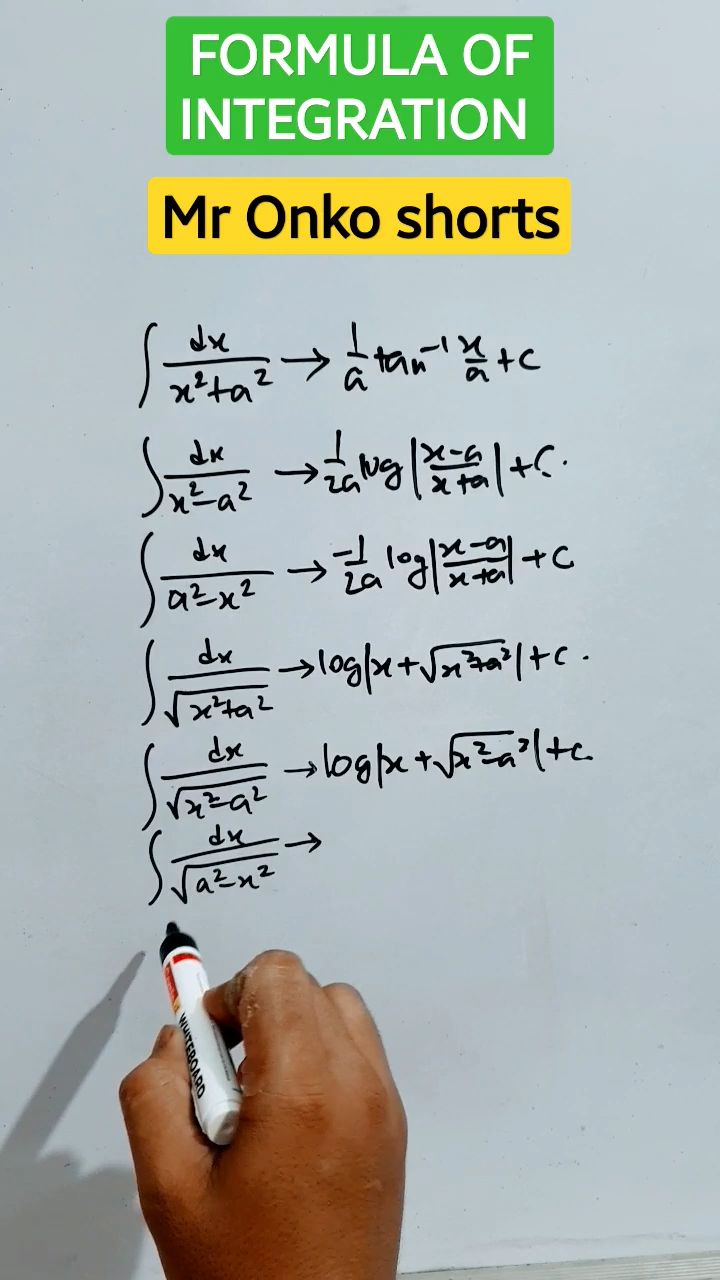 FORMULA OF
INTEGRATION
Mr Onko shorts
∫ dx/(x²+a²) → 1/a tan⁻¹ x/a + c
∫ dx/(x²-a²) → 1/2a log |(x-a)/(x+a)| + C.
∫ dx/(a²-x²) → -1/2a log |(x-a)/(x+a)| + C
∫ dx/√(x²+a²) → log|x + √(x²+a²)| + c.
∫ dx/√(x²-a²) → log|x + √(x²-a²)| + c.
∫ dx/√(a²-x²) →
WHITEBOARD